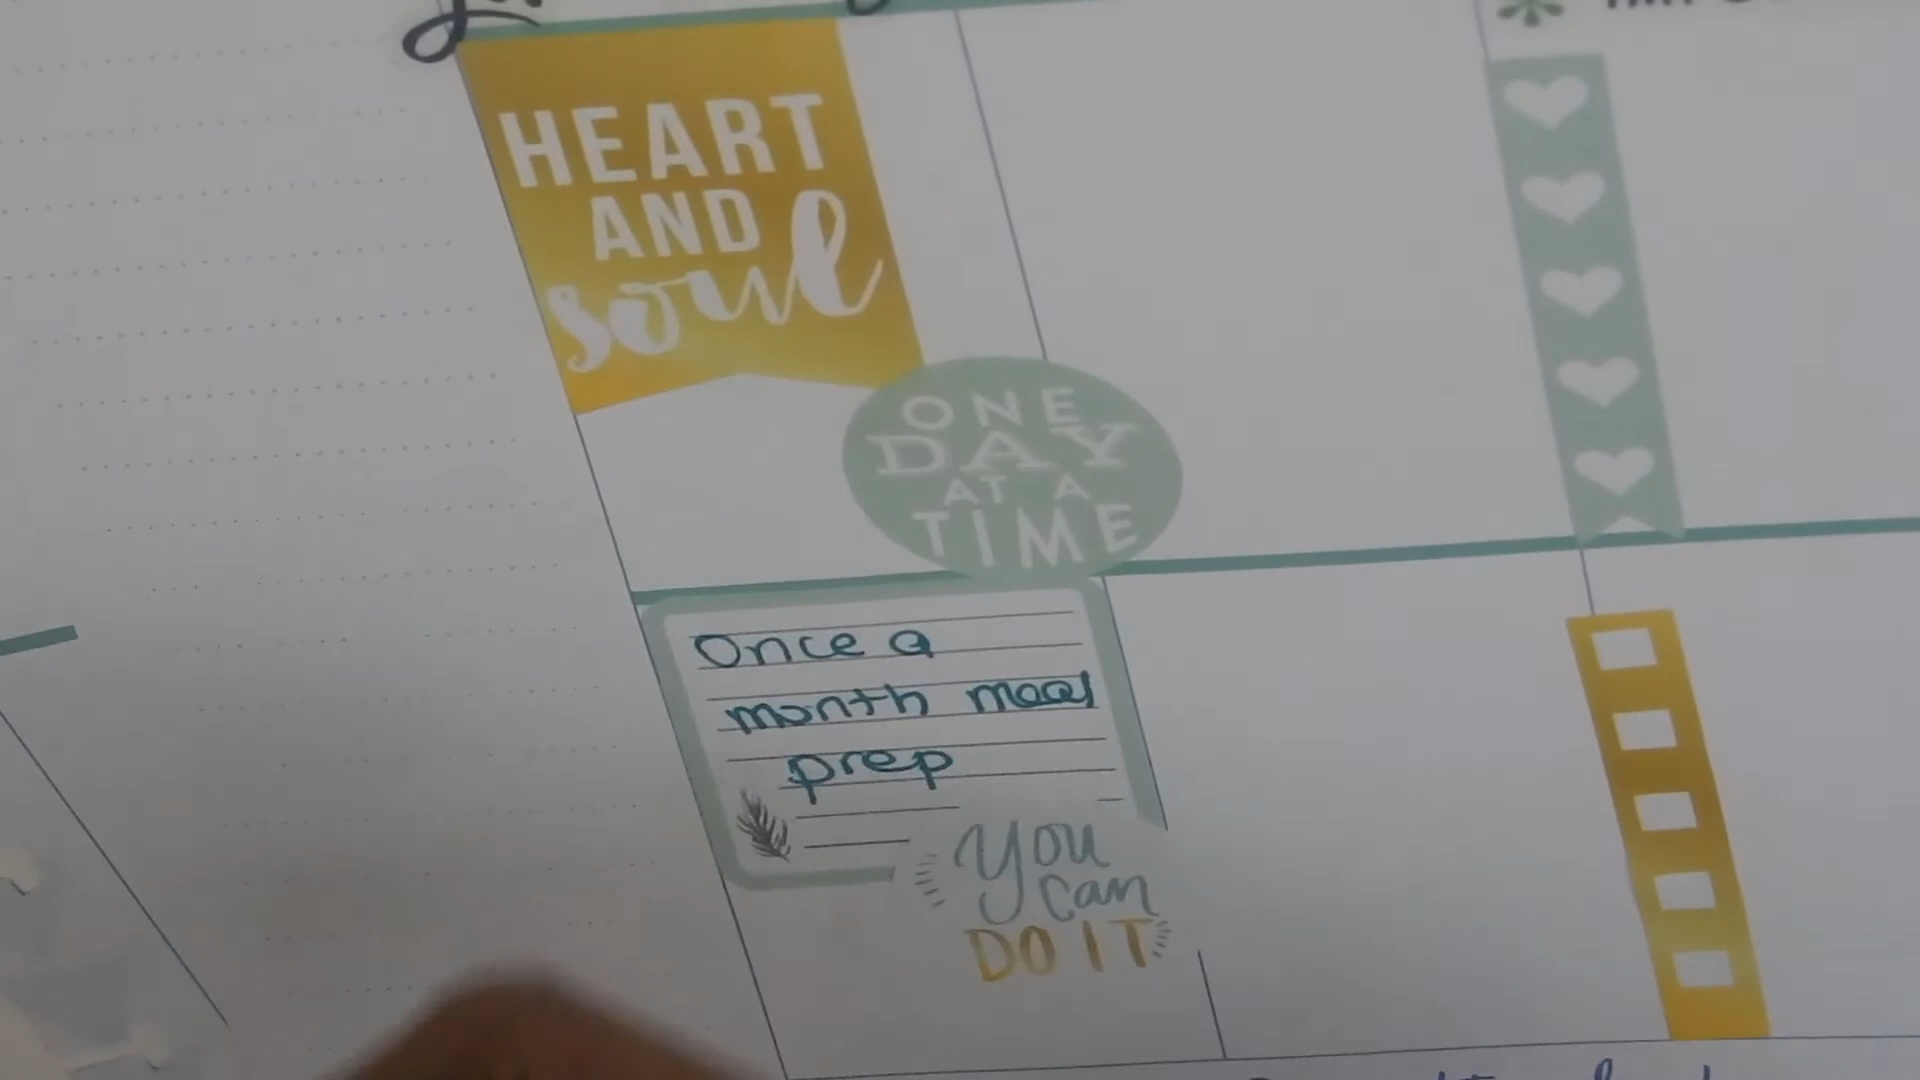 HEART
AND
soul
ONE
DAY
AT A
TIME
Once a
month meal
prep
You
can
DO IT